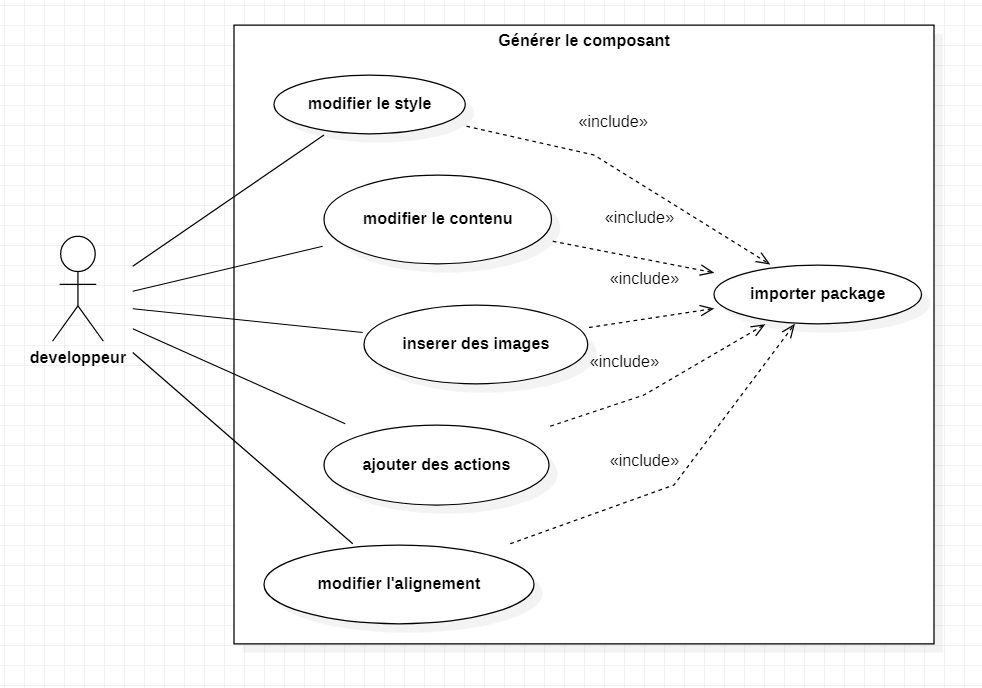 Générer le composant
modifier le style
«include»
modifier le contenu
«include»
«include»
importer package
inserer des images
developpeur
«include»
ajouter des actions
«include»
modifier l'alignement